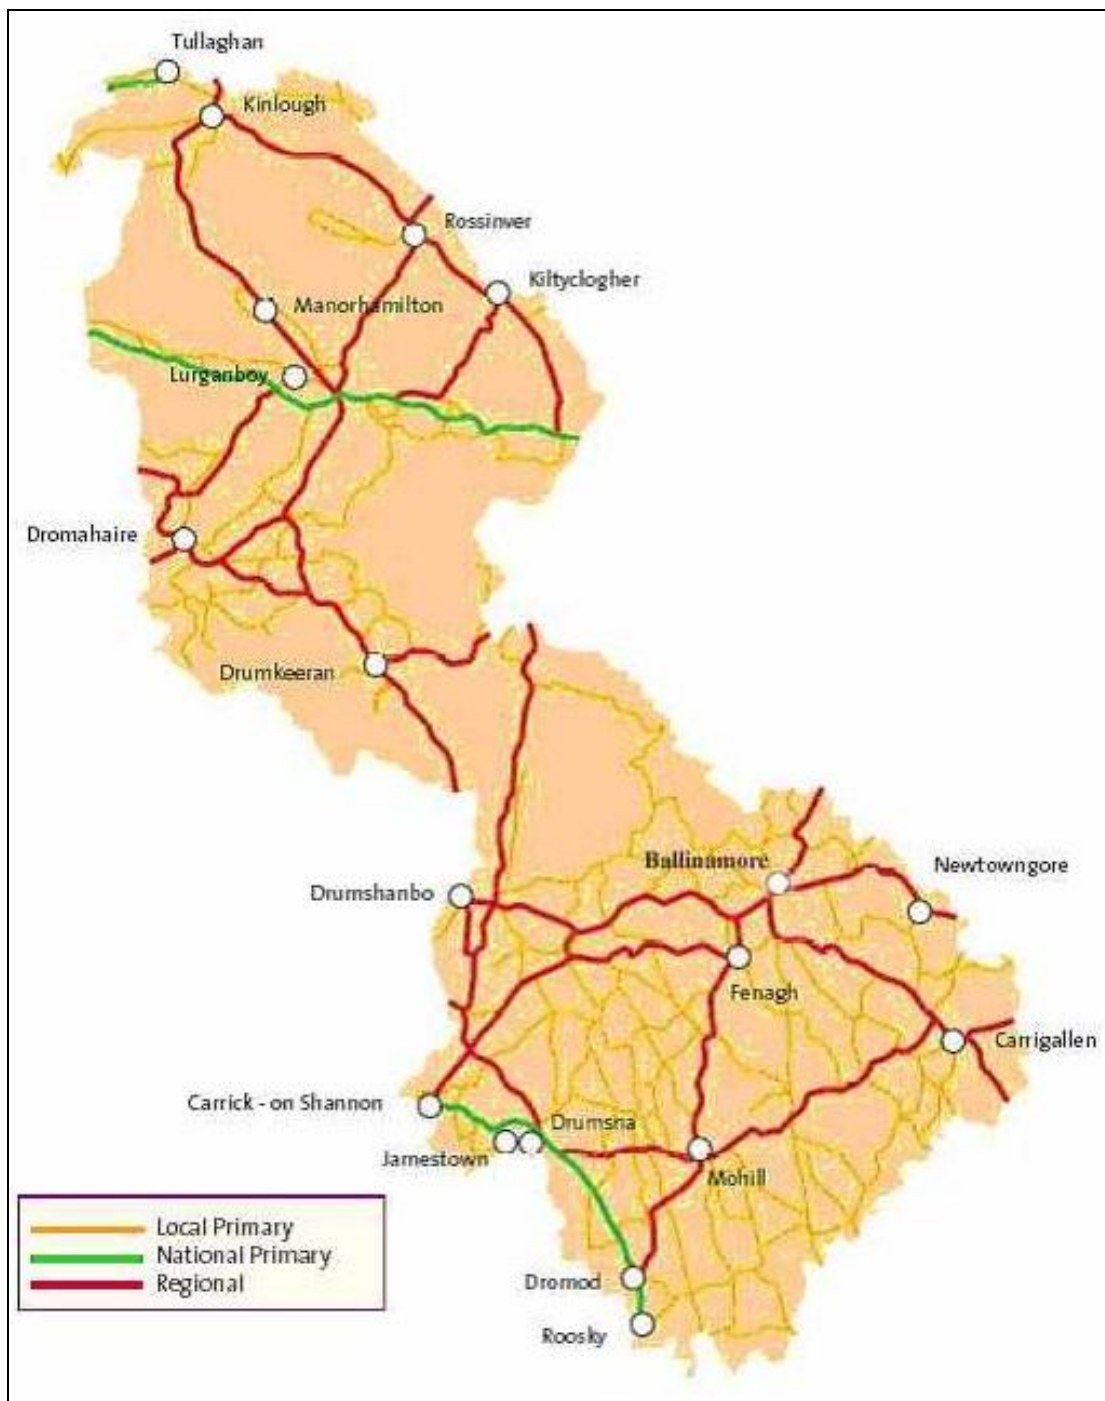 Tullaghan
Kinlough
Rossinver
Kiltyclogher
Manorhamilton
Lurganboy
Dromahaire
Drumkeeran
Ballinamore
Newtowngore
Drumshanbo
Fenagh
Carrigallen
Carrick - on Shannon
Drumsna
Jamestown
Mohill
Local Primary
National Primary
Regional
Dromod
Roosky